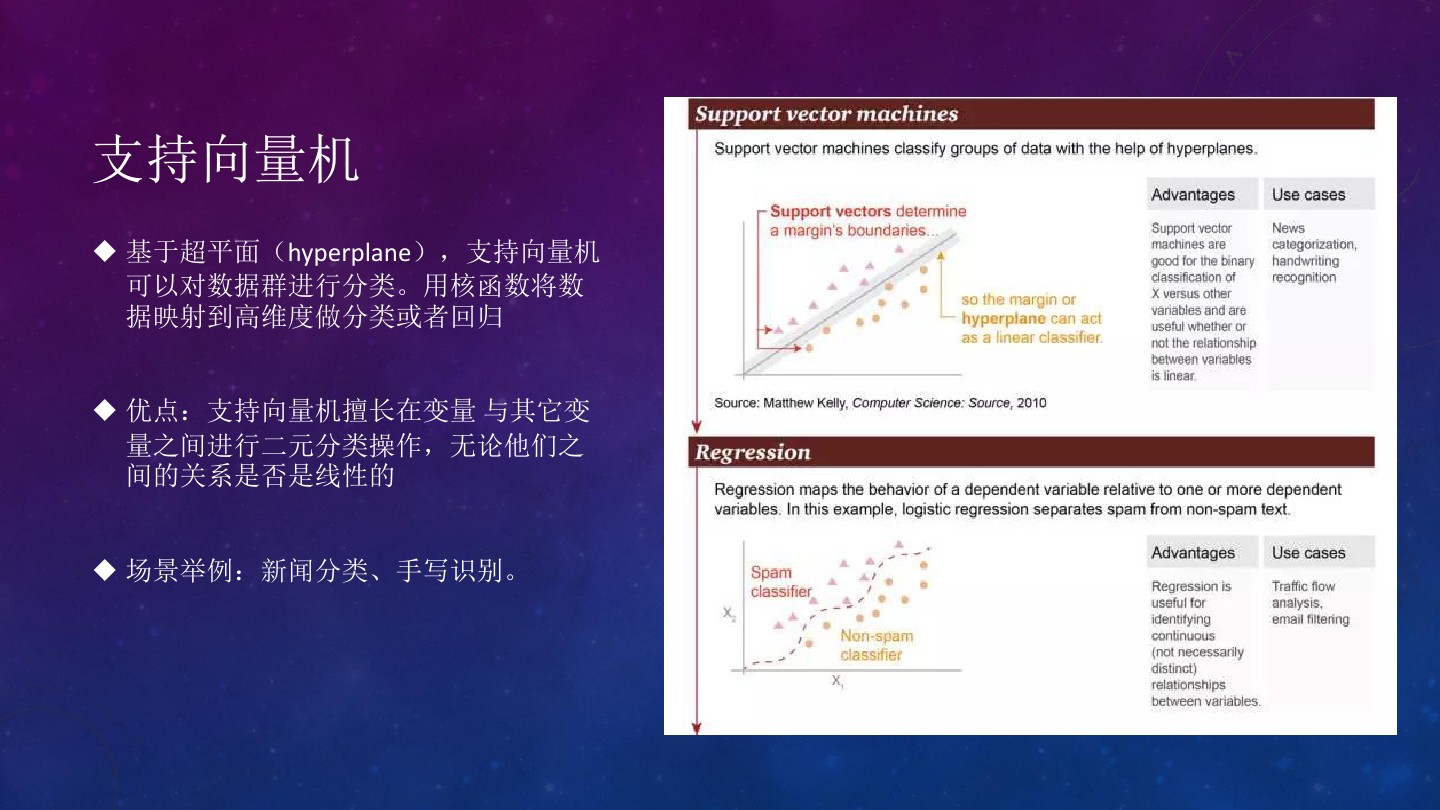 支持向量机
◆ 基于超平面（hyperplane），支持向量机
可以对数据群进行分类。用核函数将数
据映射到高维度做分类或者回归
◆ 优点：支持向量机擅长在变量 与其它变
量之间进行二元分类操作，无论他们之
间的关系是否是线性的
◆ 场景举例：新闻分类、手写识别。
Support vector machines
Support vector machines classify groups of data with the help of hyperplanes.
Support vectors determine
a margin's boundaries...
so the margin or
hyperplane can act
as a linear classifier.
Advantages
Support vector
machines are
good for the binary
classification of
X versus other
variables and are
useful whether or
not the relationship
between variables
is linear.
Use cases
News
categorization,
handwriting
recognition
Source: Matthew Kelly, Computer Science: Source, 2010
Regression
Regression maps the behavior of a dependent variable relative to one or more dependent
variables. In this example, logistic regression separates spam from non-spam text.
Spam
classifier
X2
Non-spam
classifier
X1
Advantages
Regression is
useful for
identifying
continuous
(not necessarily
distinct)
relationships
between variables.
Use cases
Traffic flow
analysis,
email filtering